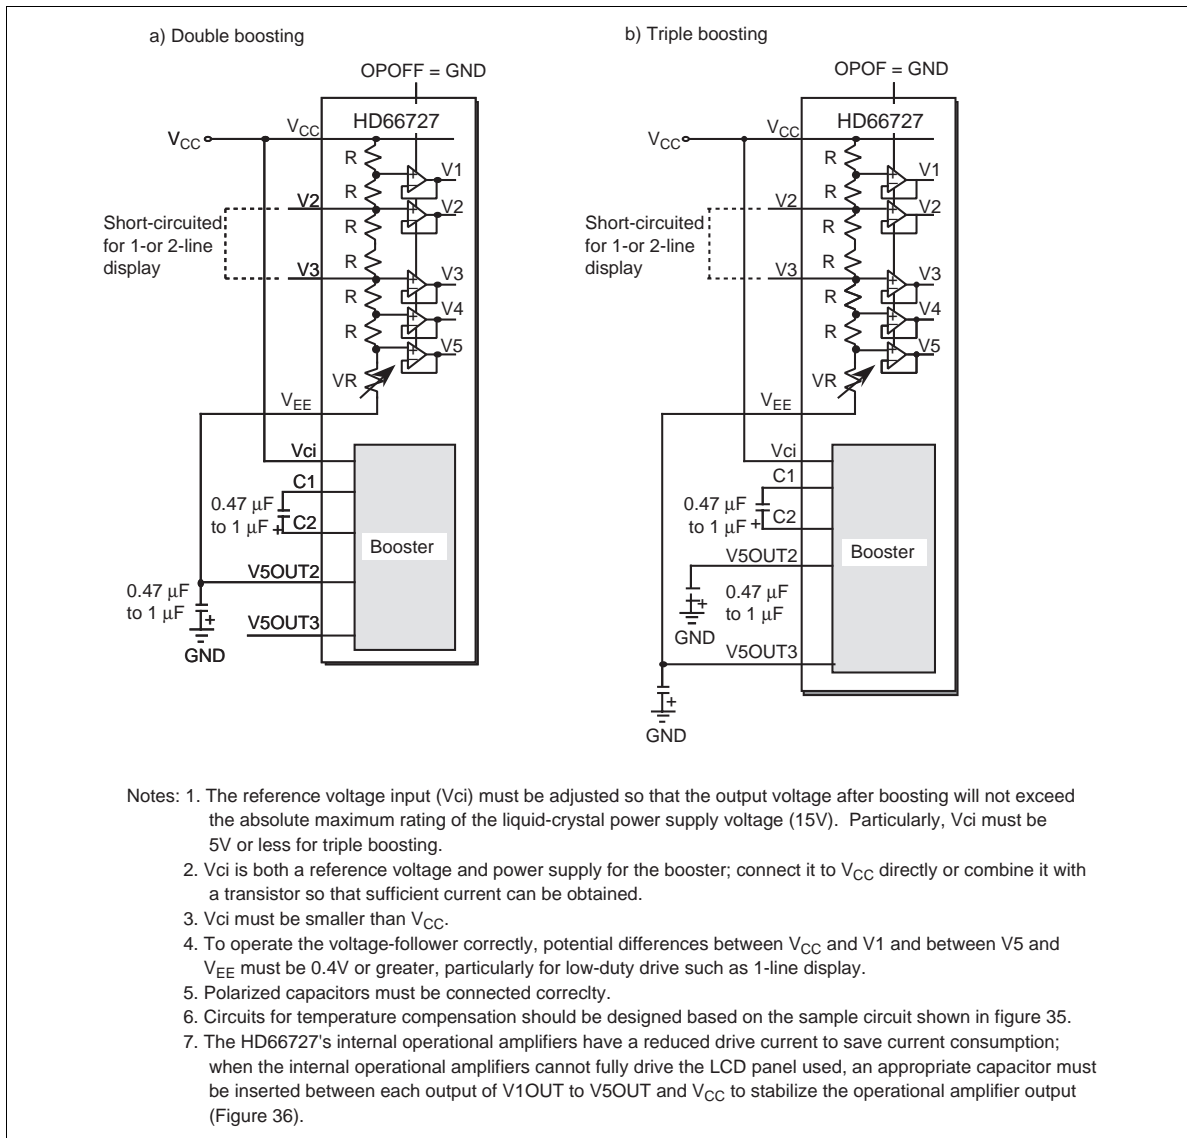 a) Double boosting
OPOFF = GND
HD66727
VCC
VCC
R
V1
R
V2
V2
R
Short-circuited
for 1-or 2-line
display
R
V3
V3
R
V4
R
V5
VR
VEE
Vci
C1
0.47 µF
to 1 µF
+
C2
Booster
V5OUT2
0.47 µF
to 1 µF
+
V5OUT3
GND
b) Triple boosting
OPOF = GND
HD66727
VCC
VCC
R
V1
R
V2
V2
R
Short-circuited
for 1-or 2-line
display
R
V3
V3
R
V4
R
V5
VR
VEE
Vci
C1
0.47 µF
to 1 µF
+
C2
Booster
V5OUT2
0.47 µF
to 1 µF
+
GND
V5OUT3
+
GND
Notes: 1. The reference voltage input (Vci) must be adjusted so that the output voltage after boosting will not exceed
the absolute maximum rating of the liquid-crystal power supply voltage (15V). Particularly, Vci must be
5V or less for triple boosting.
2. Vci is both a reference voltage and power supply for the booster; connect it to VCC directly or combine it with
a transistor so that sufficient current can be obtained.
3. Vci must be smaller than VCC.
4. To operate the voltage-follower correctly, potential differences between VCC and V1 and between V5 and
VEE must be 0.4V or greater, particularly for low-duty drive such as 1-line display.
5. Polarized capacitors must be connected correclty.
6. Circuits for temperature compensation should be designed based on the sample circuit shown in figure 35.
7. The HD66727's internal operational amplifiers have a reduced drive current to save current consumption;
when the internal operational amplifiers cannot fully drive the LCD panel used, an appropriate capacitor must
be inserted between each output of V1OUT to V5OUT and VCC to stabilize the operational amplifier output
(Figure 36).